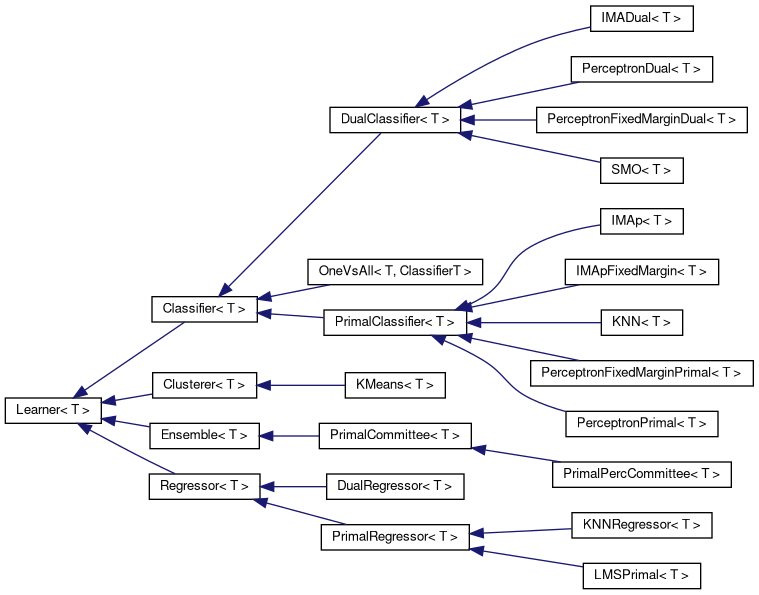 IMADual< T >
PerceptronDual< T >
DualClassifier< T >
PerceptronFixedMarginDual< T >
SMO< T >
IMAp< T >
OneVsAll< T, ClassifierT >
IMApFixedMargin< T >
Classifier< T >
PrimalClassifier< T >
KNN< T >
PerceptronFixedMarginPrimal< T >
Clusterer< T >
KMeans< T >
Learner< T >
PerceptronPrimal< T >
Ensemble< T >
PrimalCommittee< T >
PrimalPercCommittee< T >
Regressor< T >
DualRegressor< T >
KNNRegressor< T >
PrimalRegressor< T >
LMSPrimal< T >